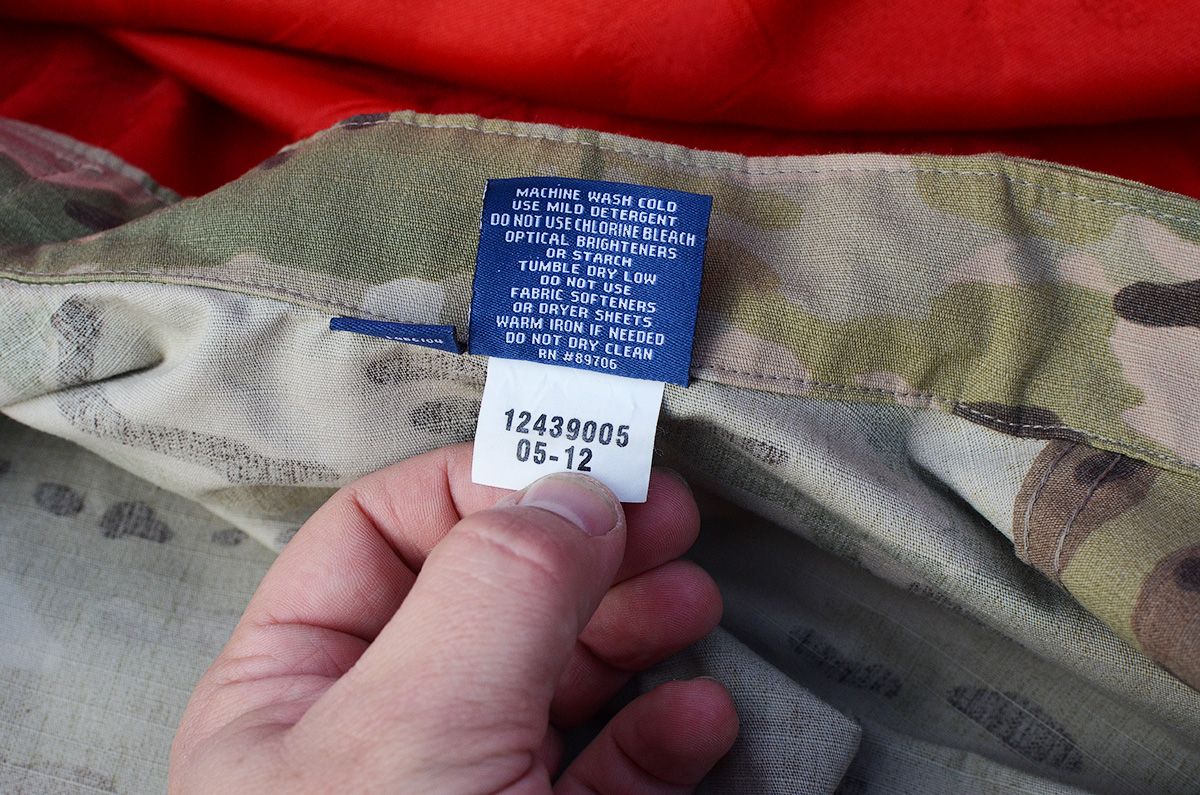 MACHINE WASH COLD
USE MILD DETERGENT
DO NOT USE CHLORINE BLEACH
OPTICAL BRIGHTENERS
OR STARCH
TUMBLE DRY LOW
DO NOT USE
FABRIC SOFTENERS
OR DRYER SHEETS
WARM IRON IF NEEDED
DO NOT DRY CLEAN
RN #89706
12439005
05-12